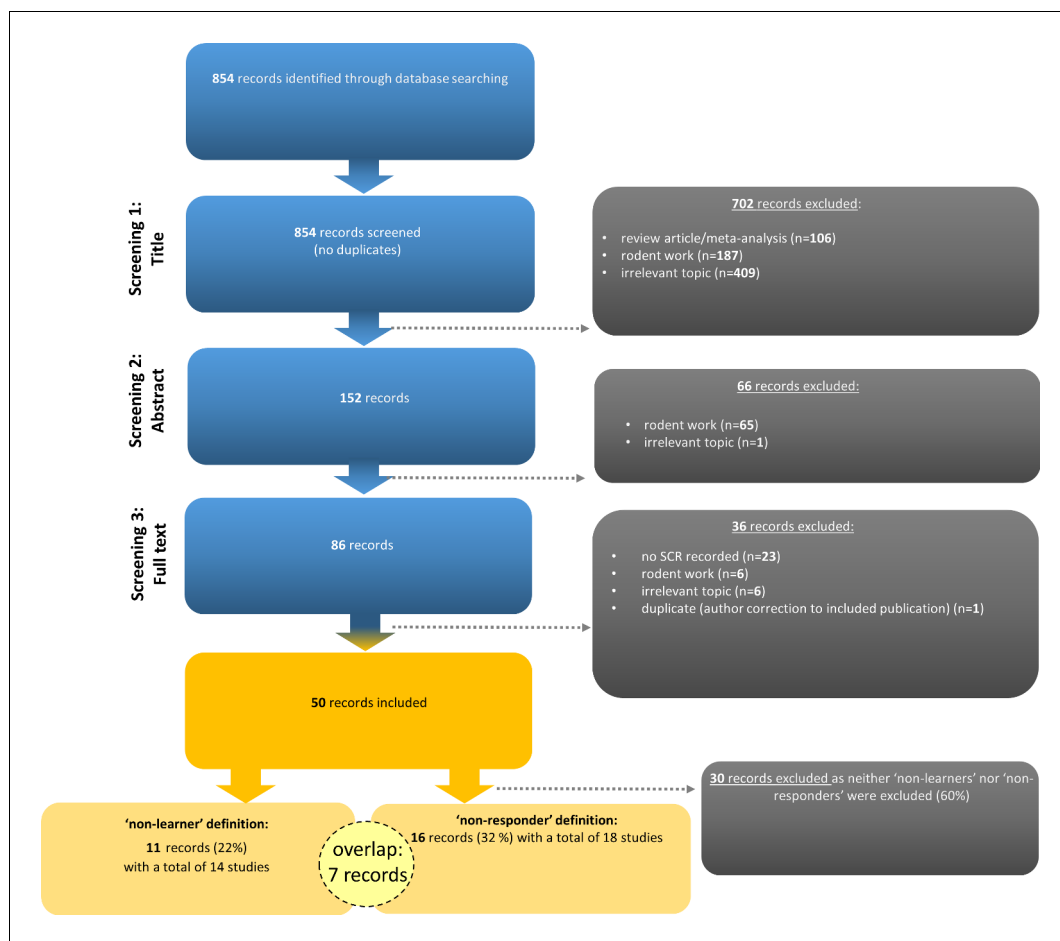 854 records identified through database searching
Screening 1:
Title
854 records screened
(no duplicates)
702 records excluded:
• review article/meta-analysis (n=106)
• rodent work (n=187)
• irrelevant topic (n=409)
Screening 2:
Abstract
152 records
66 records excluded:
• rodent work (n=65)
• irrelevant topic (n=1)
Screening 3:
Full text
86 records
36 records excluded:
• no SCR recorded (n=23)
• rodent work (n=6)
• irrelevant topic (n=6)
• duplicate (author correction to included publication) (n=1)
50 records included
30 records excluded as neither ‘non-learners’ nor ‘non-
responders’ were excluded (60%)
‘non-learner’ definition:
11 records (22%)
with a total of 14 studies
overlap:
7 records
‘non-responder’ definition:
16 records (32 %) with a total of 18 studies